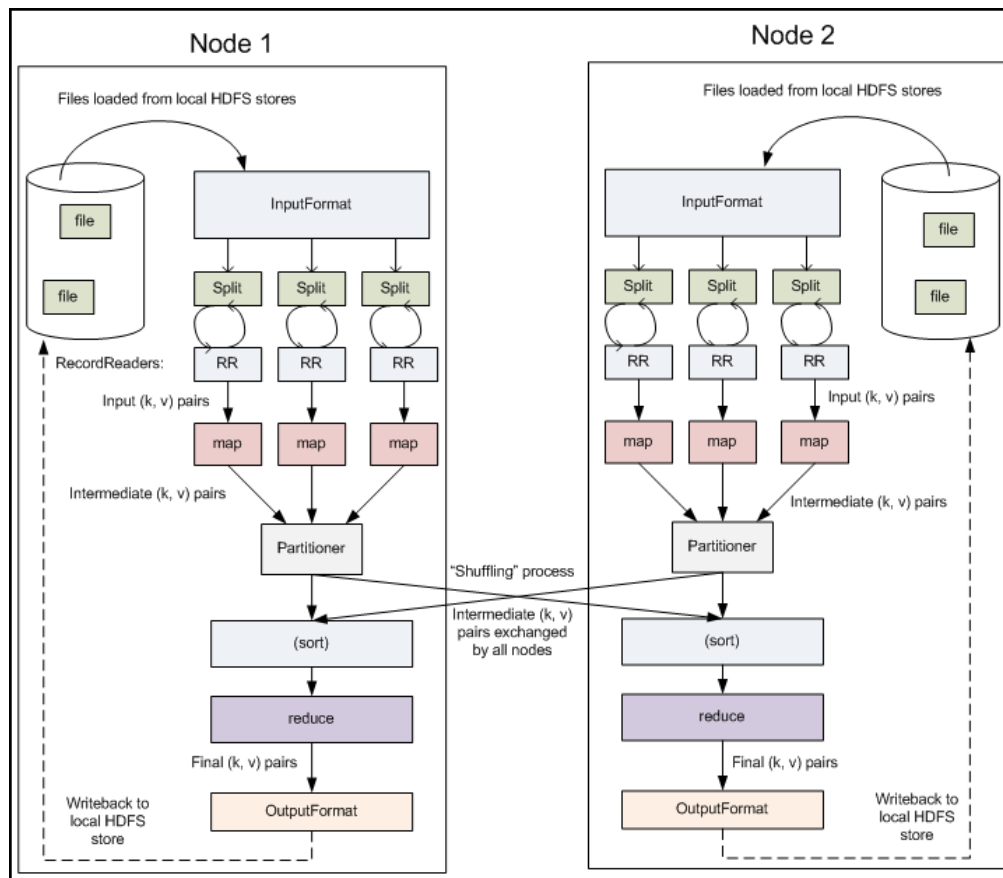 Node 1
Files loaded from local HDFS stores
file
file
InputFormat
Split
Split
Split
RecordReaders:
RR
RR
RR
Input (k, v) pairs
map
map
map
Intermediate (k, v) pairs
Partitioner
(sort)
reduce
Final (k, v) pairs
OutputFormat
Writeback to
local HDFS
store
"Shuffling" process
Intermediate (k, v)
pairs exchanged
by all nodes
Node 2
Files loaded from local HDFS stores
InputFormat
file
file
Split
Split
Split
RR
RR
RR
Input (k, v) pairs
map
map
map
Intermediate (k, v) pairs
Partitioner
(sort)
reduce
Final (k, v) pairs
OutputFormat
Writeback to
local HDFS
store